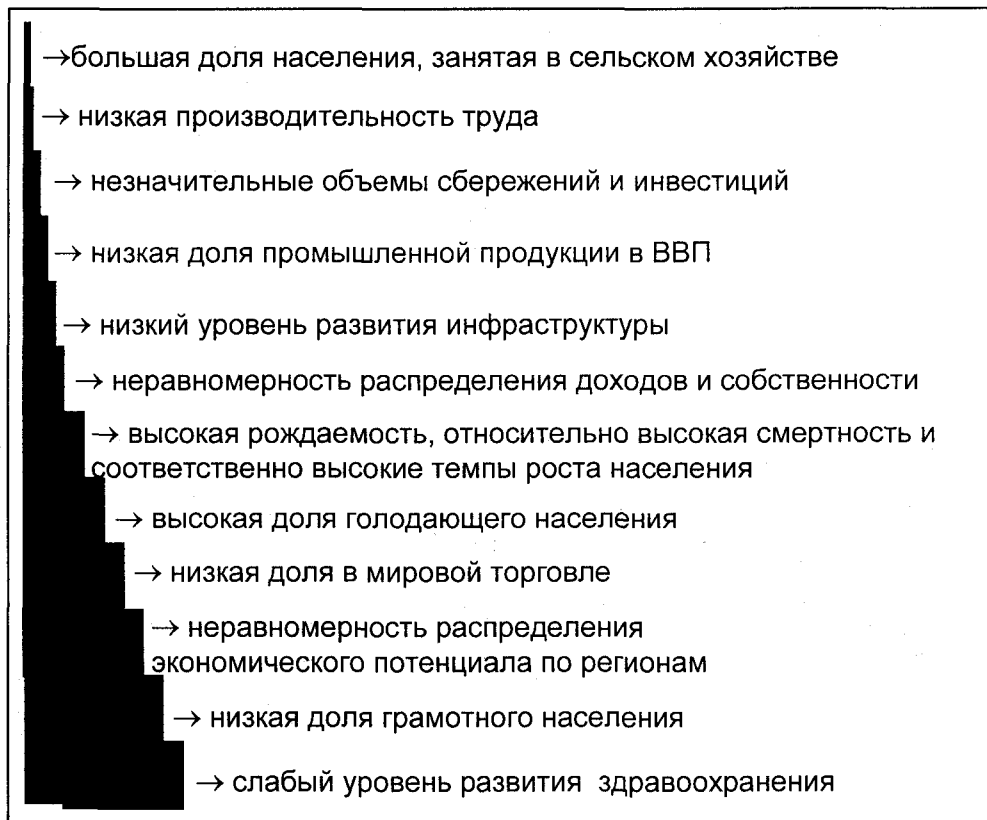 →большая доля населения, занятая в сельском хозяйстве
→ низкая производительность труда
→ незначительные объемы сбережений и инвестиций
→ низкая доля промышленной продукции в ВВП
→ низкий уровень развития инфраструктуры
→ неравномерность распределения доходов и собственности
→ высокая рождаемость, относительно высокая смертность и
соответственно высокие темпы роста населения
→ высокая доля голодающего населения
→ низкая доля в мировой торговле
→ неравномерность распределения
экономического потенциала по регионам
→ низкая доля грамотного населения
→ слабый уровень развития здравоохранения